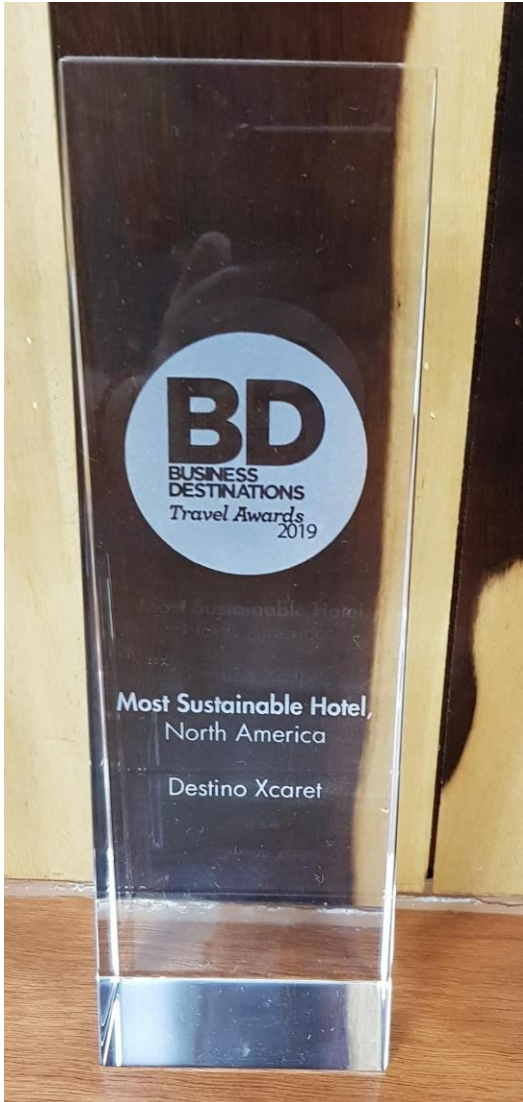 BD
BUSINESS
DESTINATIONS
Travel Awards
2019
Most Sustainable Hotel,
North America
Destino Xcaret